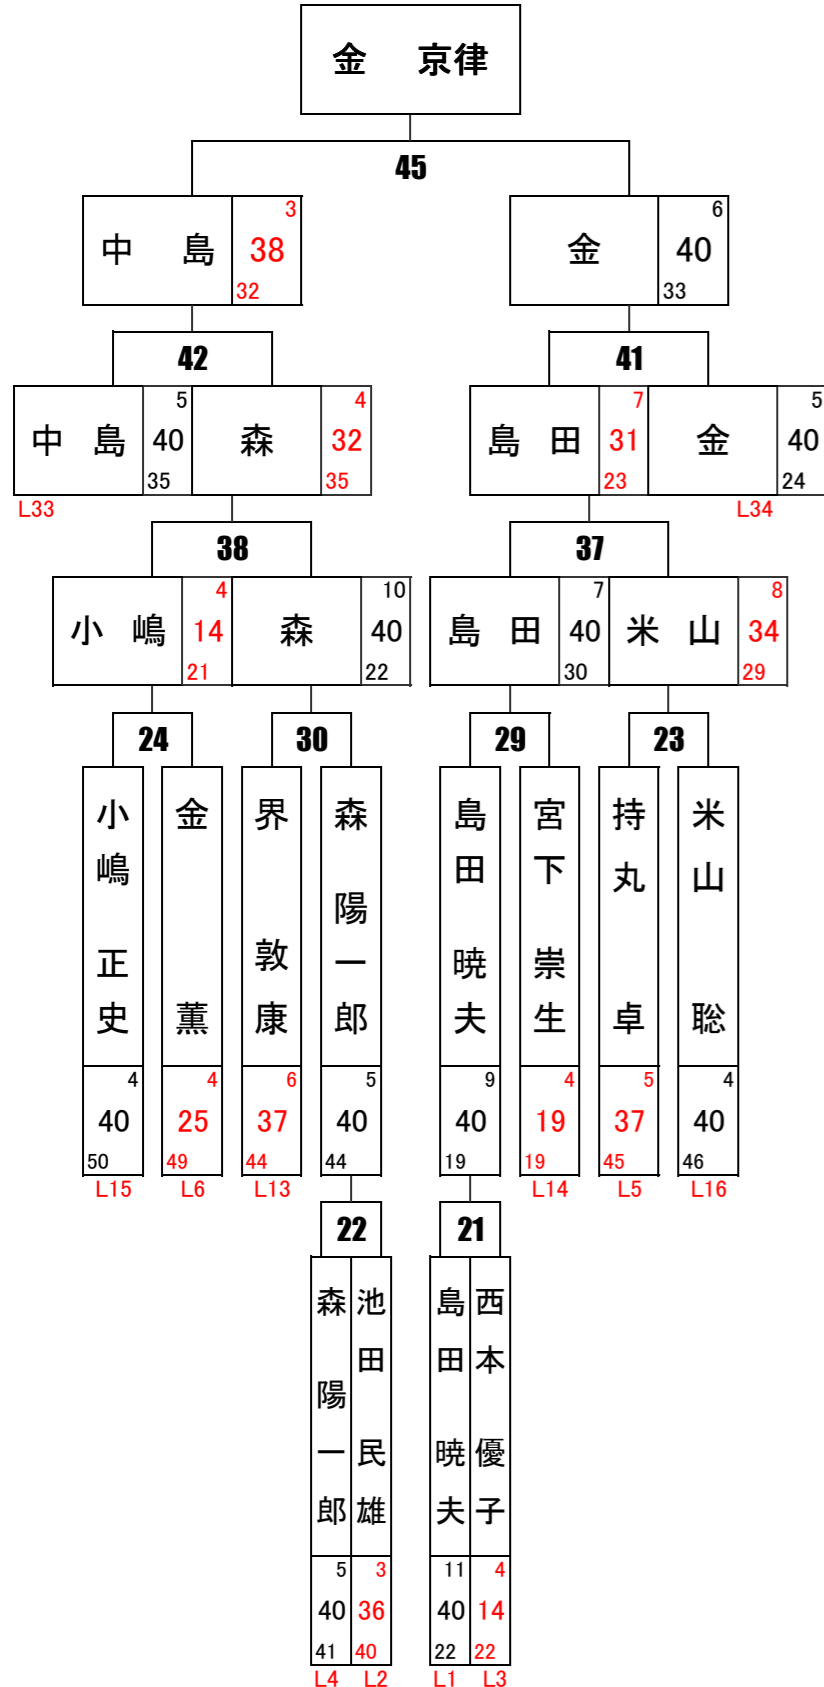 金 京律
45
中 島 3 38 32
金 6 40 33
42
41
中 島 5 40 35
森 4 32 35
島 田 7 31 23
金 5 40 24
L33
L34
38
37
小 嶋 4 14 21
森 10 40 22
島 田 7 40 30
米 山 8 34 29
24
30
29
23
小嶋 正史 4 40 50 L15
金 薫 4 25 49 L6
界 敦康 6 37 44 L13
森 陽一郎 5 40 44
島田 暁夫 9 40 19
宮下 崇生 4 19 19 L14
持丸 卓 5 37 45 L5
米山 聡 4 40 46 L16
22
21
森 陽一郎 5 40 41 L4
池田 民雄 3 36 40 L2
島田 暁夫 11 40 22 L1
西本 優子 4 14 22 L3